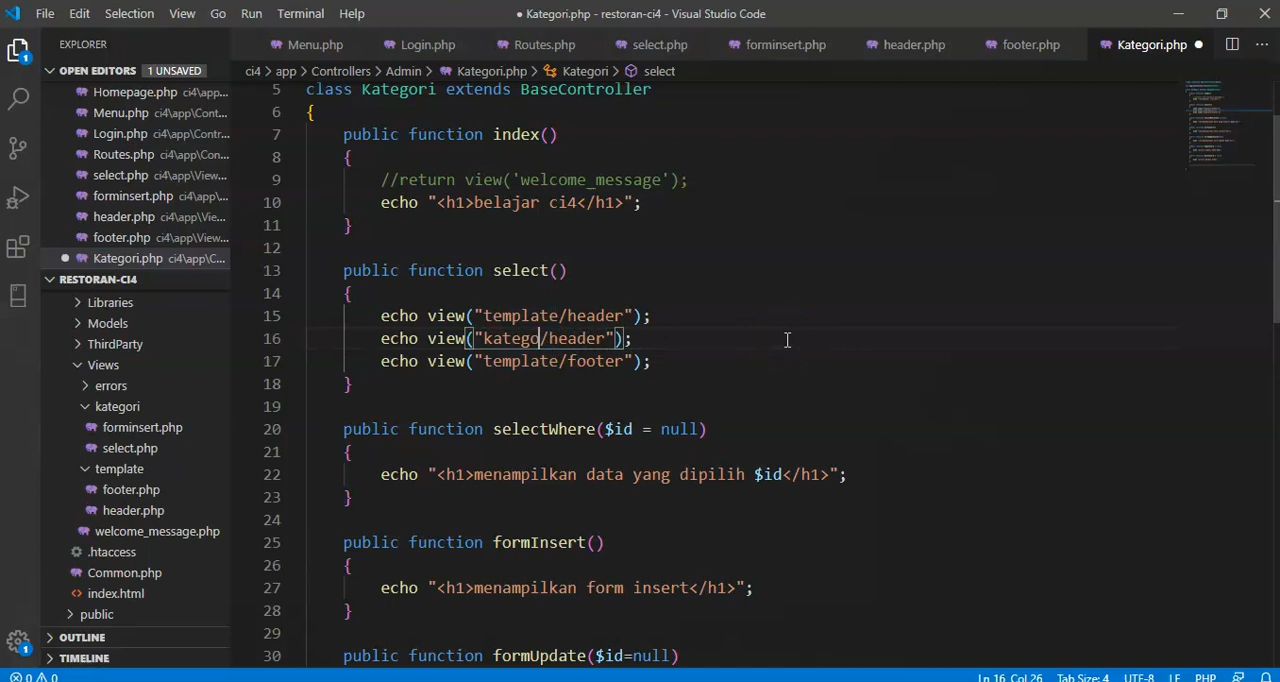 File Edit Selection View Go Run Terminal Help ● Kategori.php - restoran-ci4 - Visual Studio Code
EXPLORER
Menu.php Login.php Routes.php select.php forminsert.php header.php footer.php Kategori.php
OPEN EDITORS 1 UNSAVED
Homepage.php ci4\app...
Menu.php ci4\app\Cont...
Login.php ci4\app\Contr...
Routes.php ci4\app\Con...
select.php ci4\app\View...
forminsert.php ci4\app\...
header.php ci4\app\Vie...
footer.php ci4\app\View...
Kategori.php ci4\app\C...
RESTORAN-CI4
Libraries
Models
ThirdParty
Views
errors
kategori
forminsert.php
select.php
template
footer.php
header.php
welcome_message.php
.htaccess
Common.php
index.html
public
OUTLINE
TIMELINE
ci4 > app > Controllers > Admin > Kategori.php > Kategori > select
5 class Kategori extends BaseController
6 {
7 public function index()
8 {
9 //return view('welcome_message');
10 echo "<h1>belajar ci4</h1>";
11 }
12
13 public function select()
14 {
15 echo view("template/header");
16 echo view("katego/header");
17 echo view("template/footer");
18 }
19
20 public function selectWhere($id = null)
21 {
22 echo "<h1>menampilkan data yang dipilih $id</h1>";
23 }
24
25 public function formInsert()
26 {
27 echo "<h1>menampilkan form insert</h1>";
28 }
29
30 public function formUpdate($id=null)
1
1
0 0 Ln 16, Col 26 Tab Size: 4 UTF-8 LF PHP